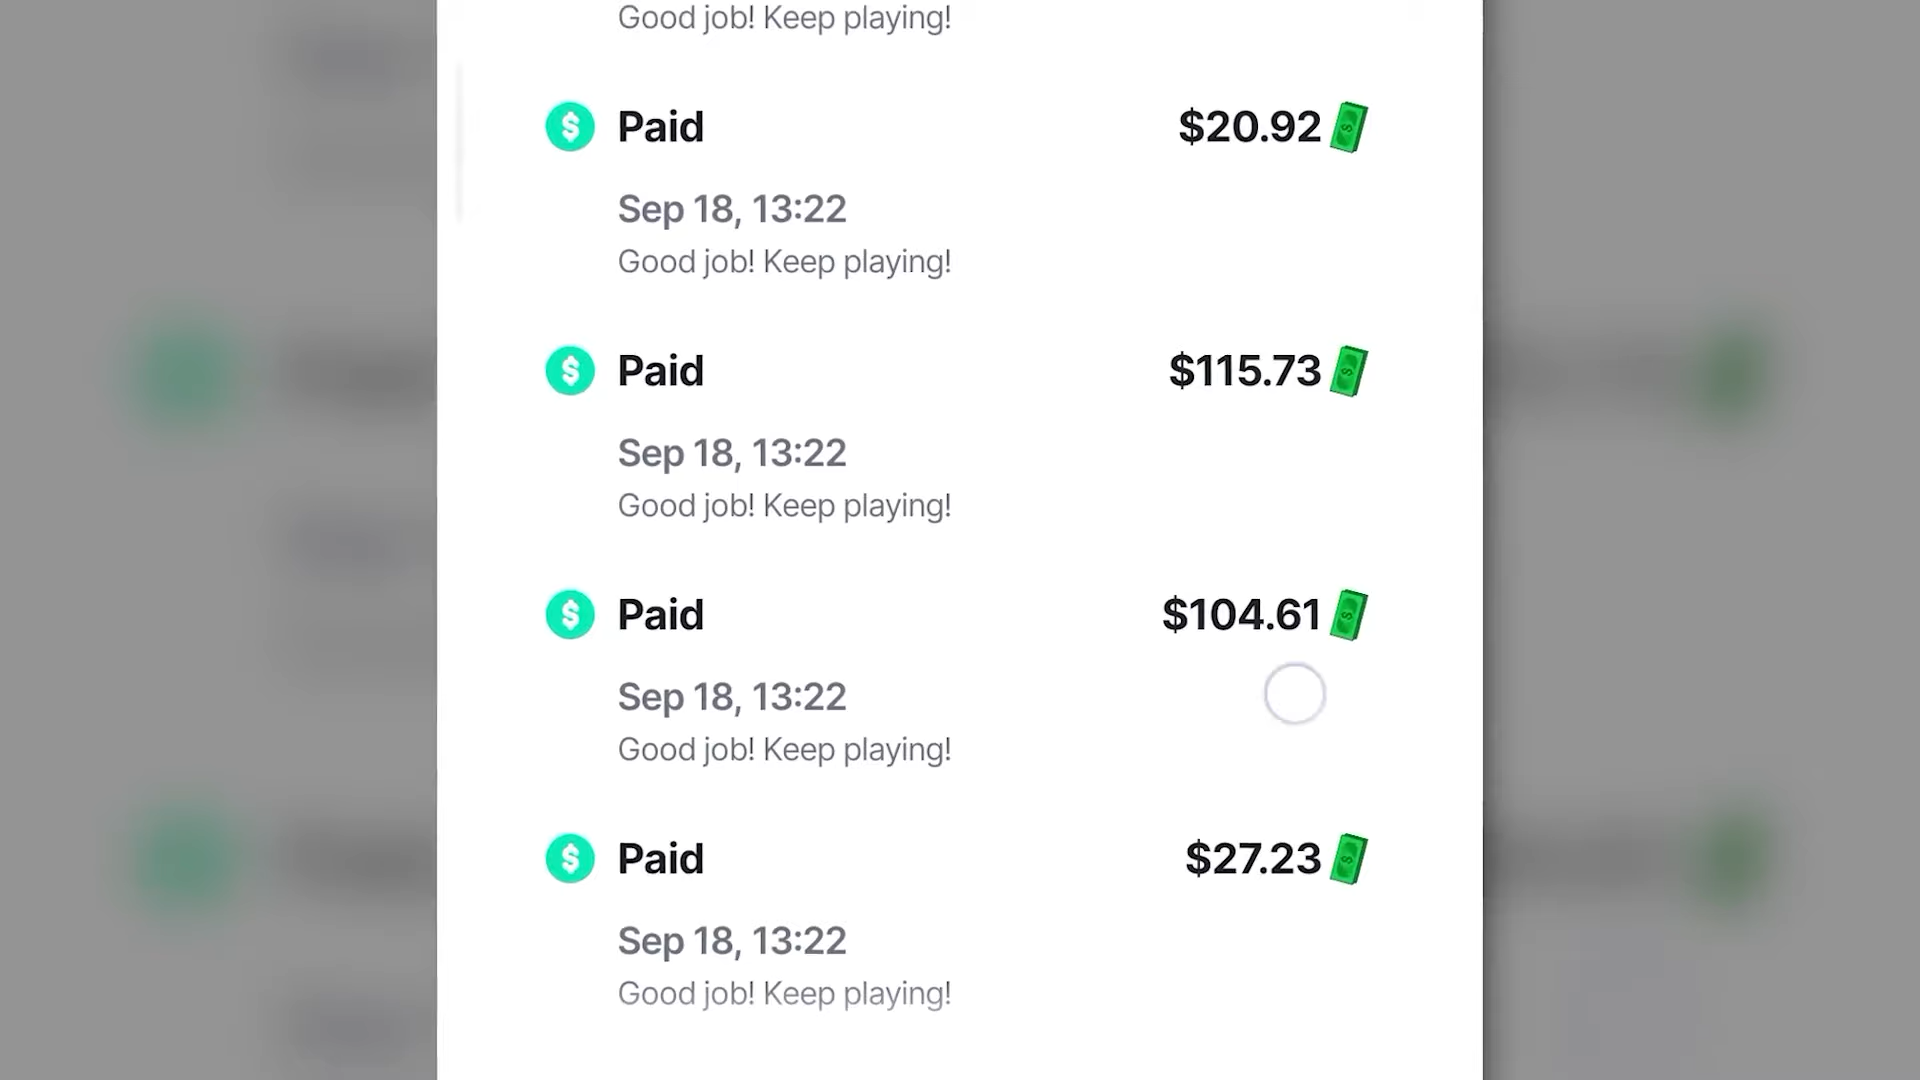 Good job! Keep playing!
Paid $20.92
Sep 18, 13:22
Good job! Keep playing!
Paid $115.73
Sep 18, 13:22
Good job! Keep playing!
Paid $104.61
Sep 18, 13:22
Good job! Keep playing!
Paid $27.23
Sep 18, 13:22
Good job! Keep playing!